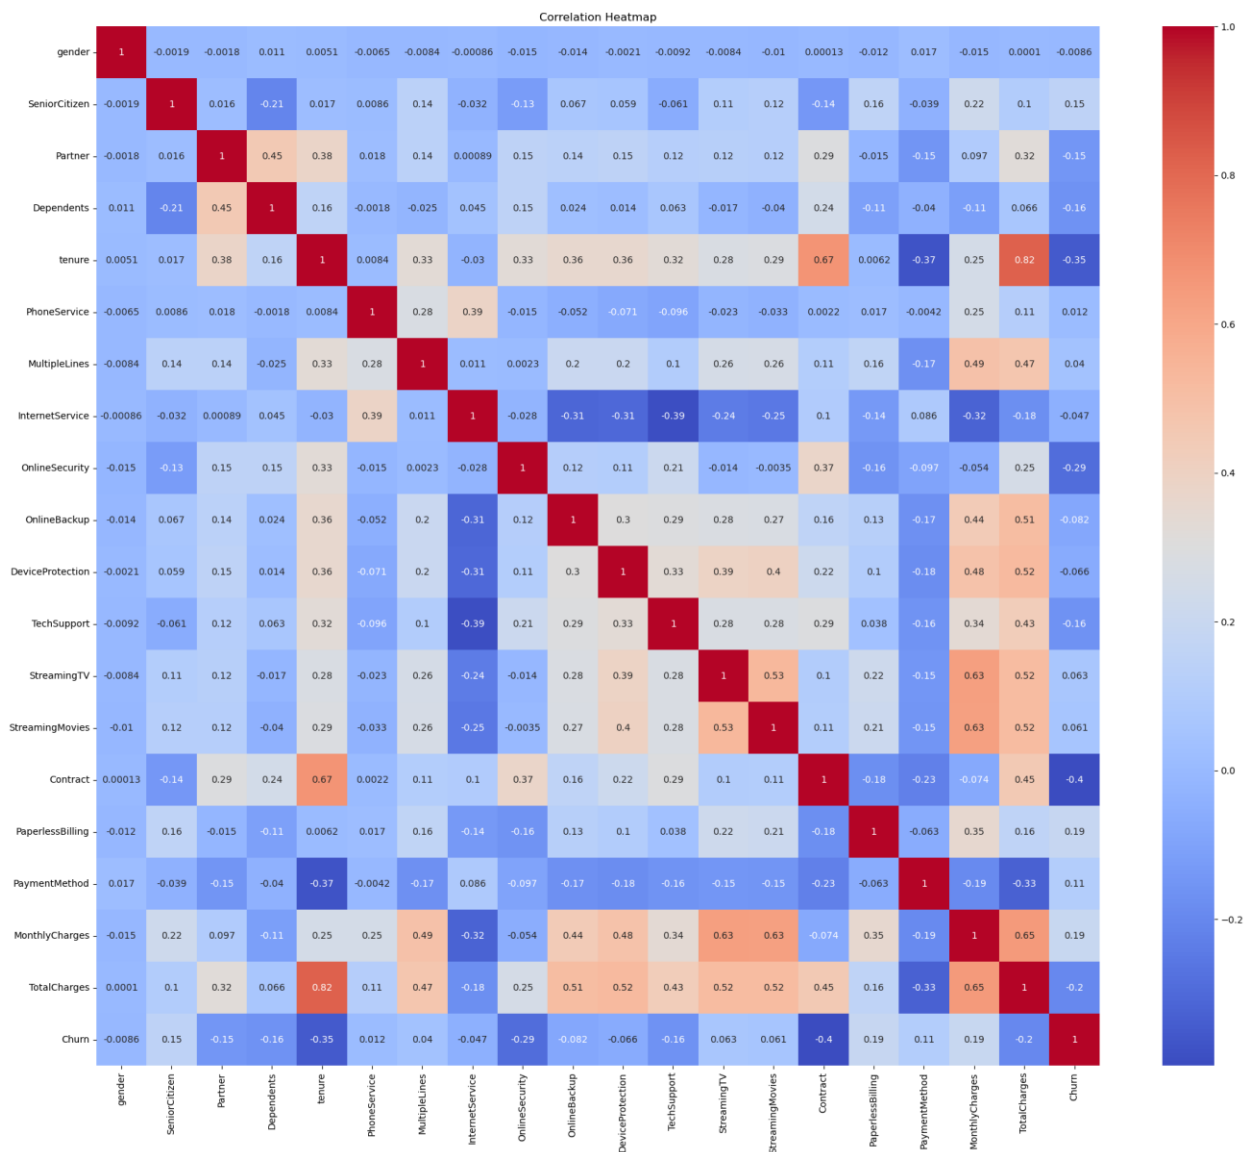 Correlation Heatmap
gender 1 -0.0019 -0.0018 0.011 0.0051 -0.0065 -0.0084 -0.00086 -0.015 -0.014 -0.0021 -0.0092 -0.0084 -0.01 0.00013 -0.012 0.017 -0.015 0.0001 -0.0086
SeniorCitizen -0.0019 1 0.016 -0.21 0.017 0.0086 0.14 -0.032 -0.13 0.067 0.059 -0.061 0.11 0.12 -0.14 0.16 -0.039 0.22 0.1 0.15
Partner -0.0018 0.016 1 0.45 0.38 0.018 0.14 0.00089 0.15 0.14 0.15 0.12 0.12 0.12 0.29 -0.015 -0.15 0.097 0.32 -0.15
Dependents 0.011 -0.21 0.45 1 0.16 -0.0018 -0.025 0.045 0.15 0.024 0.014 0.063 -0.017 -0.04 0.24 -0.11 -0.04 -0.11 0.066 -0.16
tenure 0.0051 0.017 0.38 0.16 1 0.0084 0.33 -0.03 0.33 0.36 0.36 0.32 0.28 0.29 0.67 0.0062 -0.37 0.25 0.82 -0.35
PhoneService -0.0065 0.0086 0.018 -0.0018 0.0084 1 0.28 0.39 -0.015 -0.052 -0.071 -0.096 -0.023 -0.033 0.0022 0.017 -0.0042 0.25 0.11 0.012
MultipleLines -0.0084 0.14 0.14 -0.025 0.33 0.28 1 0.011 0.0023 0.2 0.2 0.1 0.26 0.26 0.11 0.16 -0.17 0.49 0.47 0.04
InternetService -0.00086 -0.032 0.00089 0.045 -0.03 0.39 0.011 1 -0.028 -0.31 -0.31 -0.39 -0.24 -0.25 0.1 -0.14 0.086 -0.32 -0.18 -0.047
OnlineSecurity -0.015 -0.13 0.15 0.15 0.33 -0.015 0.0023 -0.028 1 0.12 0.11 0.21 -0.014 -0.0035 0.37 -0.16 -0.097 -0.054 0.25 -0.29
OnlineBackup -0.014 0.067 0.14 0.024 0.36 -0.052 0.2 -0.31 0.12 1 0.3 0.29 0.28 0.27 0.16 0.13 -0.17 0.44 0.51 -0.082
DeviceProtection -0.0021 0.059 0.15 0.014 0.36 -0.071 0.2 -0.31 0.11 0.3 1 0.33 0.39 0.4 0.22 0.1 -0.18 0.48 0.52 -0.066
TechSupport -0.0092 -0.061 0.12 0.063 0.32 -0.096 0.1 -0.39 0.21 0.29 0.33 1 0.28 0.28 0.29 0.038 -0.16 0.34 0.43 -0.16
StreamingTV -0.0084 0.11 0.12 -0.017 0.28 -0.023 0.26 -0.24 -0.014 0.28 0.39 0.28 1 0.53 0.1 0.22 -0.15 0.63 0.52 0.063
StreamingMovies -0.01 0.12 0.12 -0.04 0.29 -0.033 0.26 -0.25 -0.0035 0.27 0.4 0.28 0.53 1 0.11 0.21 -0.15 0.63 0.52 0.061
Contract 0.00013 -0.14 0.29 0.24 0.67 0.0022 0.11 0.1 0.37 0.16 0.22 0.29 0.1 0.11 1 -0.18 -0.23 -0.074 0.45 -0.4
PaperlessBilling -0.012 0.16 -0.015 -0.11 0.0062 0.017 0.16 -0.14 -0.16 0.13 0.1 0.038 0.22 0.21 -0.18 1 -0.063 0.35 0.16 0.19
PaymentMethod 0.017 -0.039 -0.15 -0.04 -0.37 -0.0042 -0.17 0.086 -0.097 -0.17 -0.18 -0.16 -0.15 -0.15 -0.23 -0.063 1 -0.19 -0.33 0.11
MonthlyCharges -0.015 0.22 0.097 -0.11 0.25 0.25 0.49 -0.32 -0.054 0.44 0.48 0.34 0.63 0.63 -0.074 0.35 -0.19 1 0.65 0.19
TotalCharges 0.0001 0.1 0.32 0.066 0.82 0.11 0.47 -0.18 0.25 0.51 0.52 0.43 0.52 0.52 0.45 0.16 -0.33 0.65 1 -0.2
Churn -0.0086 0.15 -0.15 -0.16 -0.35 0.012 0.04 -0.047 -0.29 -0.082 -0.066 -0.16 0.063 0.061 -0.4 0.19 0.11 0.19 -0.2 1
gender SeniorCitizen Partner Dependents tenure PhoneService MultipleLines InternetService OnlineSecurity OnlineBackup DeviceProtection TechSupport StreamingTV StreamingMovies Contract PaperlessBilling PaymentMethod MonthlyCharges TotalCharges Churn
1.0
0.8
0.6
0.4
0.2
0.0
−0.2